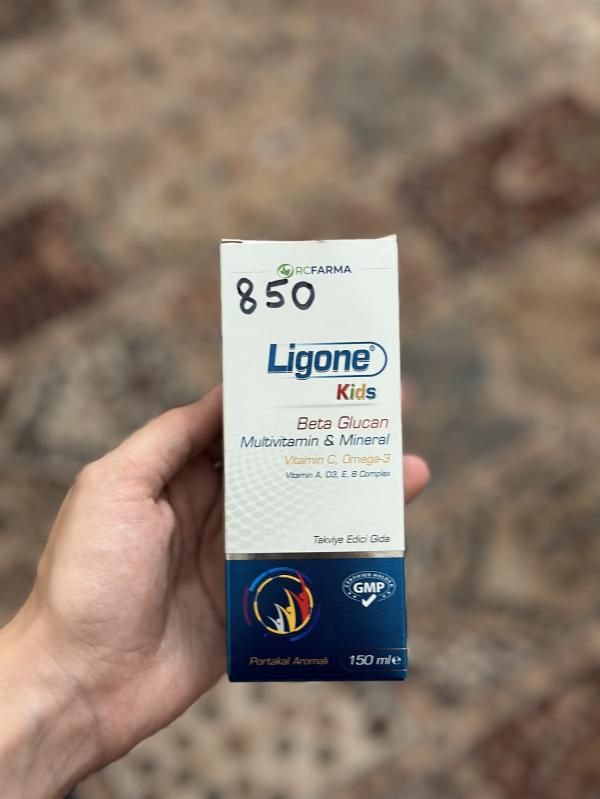 RCFARMA
850
Ligone®
Kids
Beta Glucan
Multivitamin & Mineral
Vitamin C, Omega-3
Vitamin A, D3, E, B Complex
Takviye Edici Gıda
GMP
Portakal Aromalı
150 ml e